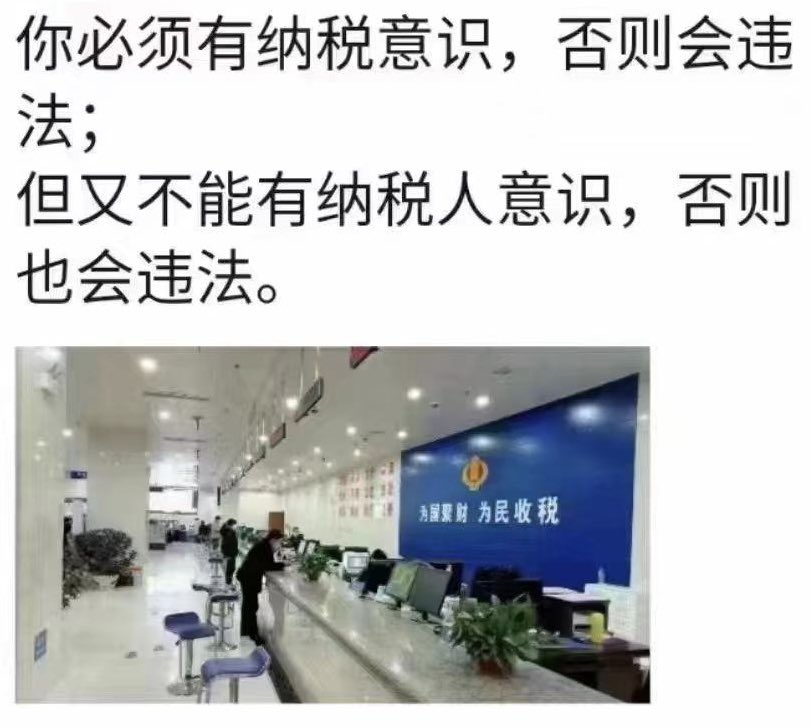 你必须有纳税意识，否则会违
法；
但又不能有纳税人意识，否则
也会违法。
为国聚财 为民收税